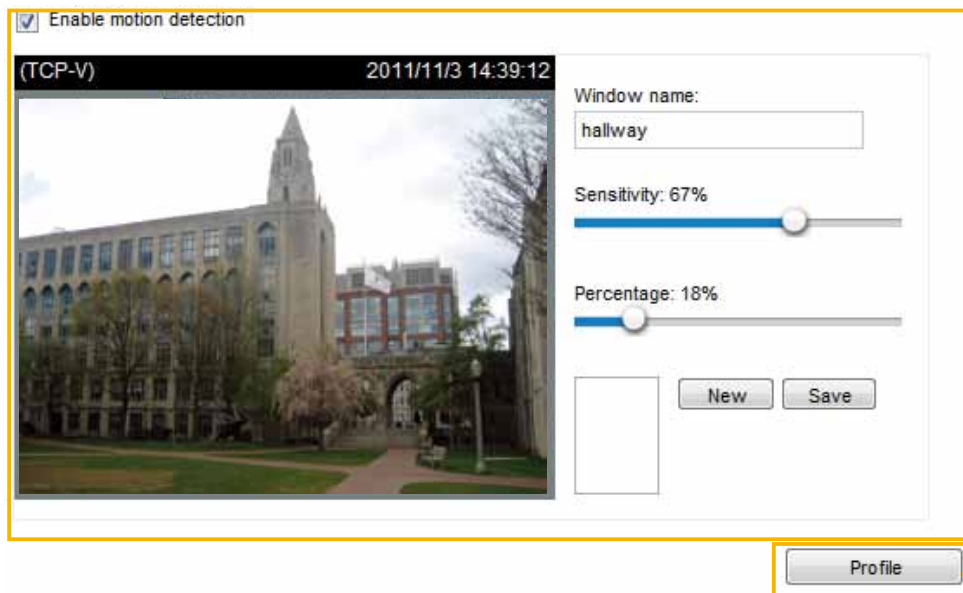 Enable motion detection
(TCP-V) 2011/11/3 14:39:12
Window name:
hallway
Sensitivity: 67%
Percentage: 18%
New Save
Profile